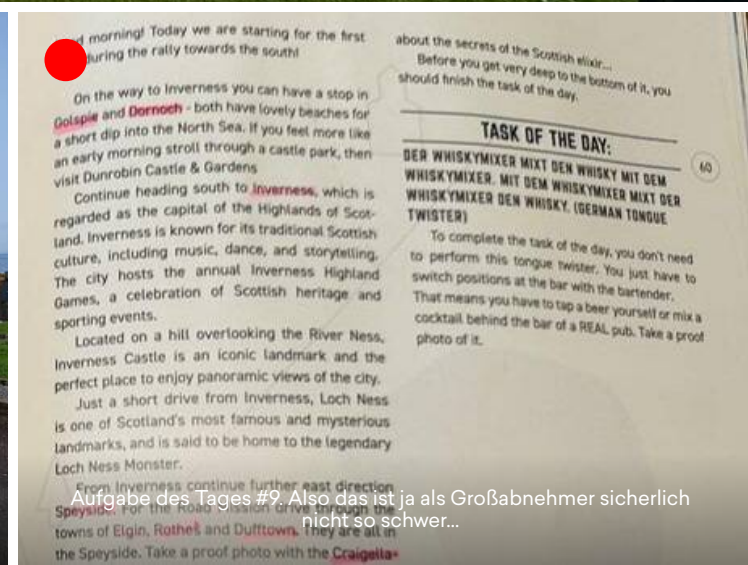 morning! Today we are starting for the first
during the rally towards the south!
On the way to Inverness you can have a stop in
Golspie and Dornoch - both have lovely beaches for
a short dip into the North Sea. If you feel more like
an early morning stroll through a castle park, then
visit Dunrobin Castle & Gardens
Continue heading south to Inverness, which is
regarded as the capital of the Highlands of Scot-
land. Inverness is known for its traditional Scottish
culture, including music, dance, and storytelling.
The city hosts the annual Inverness Highland
Games, a celebration of Scottish heritage and
sporting events.
Located on a hill overlooking the River Ness,
Inverness Castle is an iconic landmark and the
perfect place to enjoy panoramic views of the city.
Just a short drive from Inverness, Loch Ness
is one of Scotland's most famous and mysterious
landmarks, and is said to be home to the legendary
Loch Ness Monster.
From Inverness continue further east direction
Speyside. For the Road Mission drive through the
towns of Elgin, Rothes and Dufftown. They are all in
the Speyside. Take a proof photo with the Craigella-
about the secrets of the Scottish elixir...
Before you get very deep to the bottom of it, you
should finish the task of the day.
TASK OF THE DAY:
DER WHISKYMIXER MIXT DEN WHISKY MIT DEM
WHISKYMIXER. MIT DEM WHISKYMIXER MIXT DER
WHISKYMIXER DEN WHISKY. (GERMAN TONGUE
TWISTER)
To complete the task of the day, you don't need
to perform this tongue twister. You just have to
switch positions at the bar with the bartender.
That means you have to tap a beer yourself or mix a
cocktail behind the bar of a REAL pub. Take a proof
photo of it.
60
Aufgabe des Tages #9. Also das ist ja als Großabnehmer sicherlich
nicht so schwer...